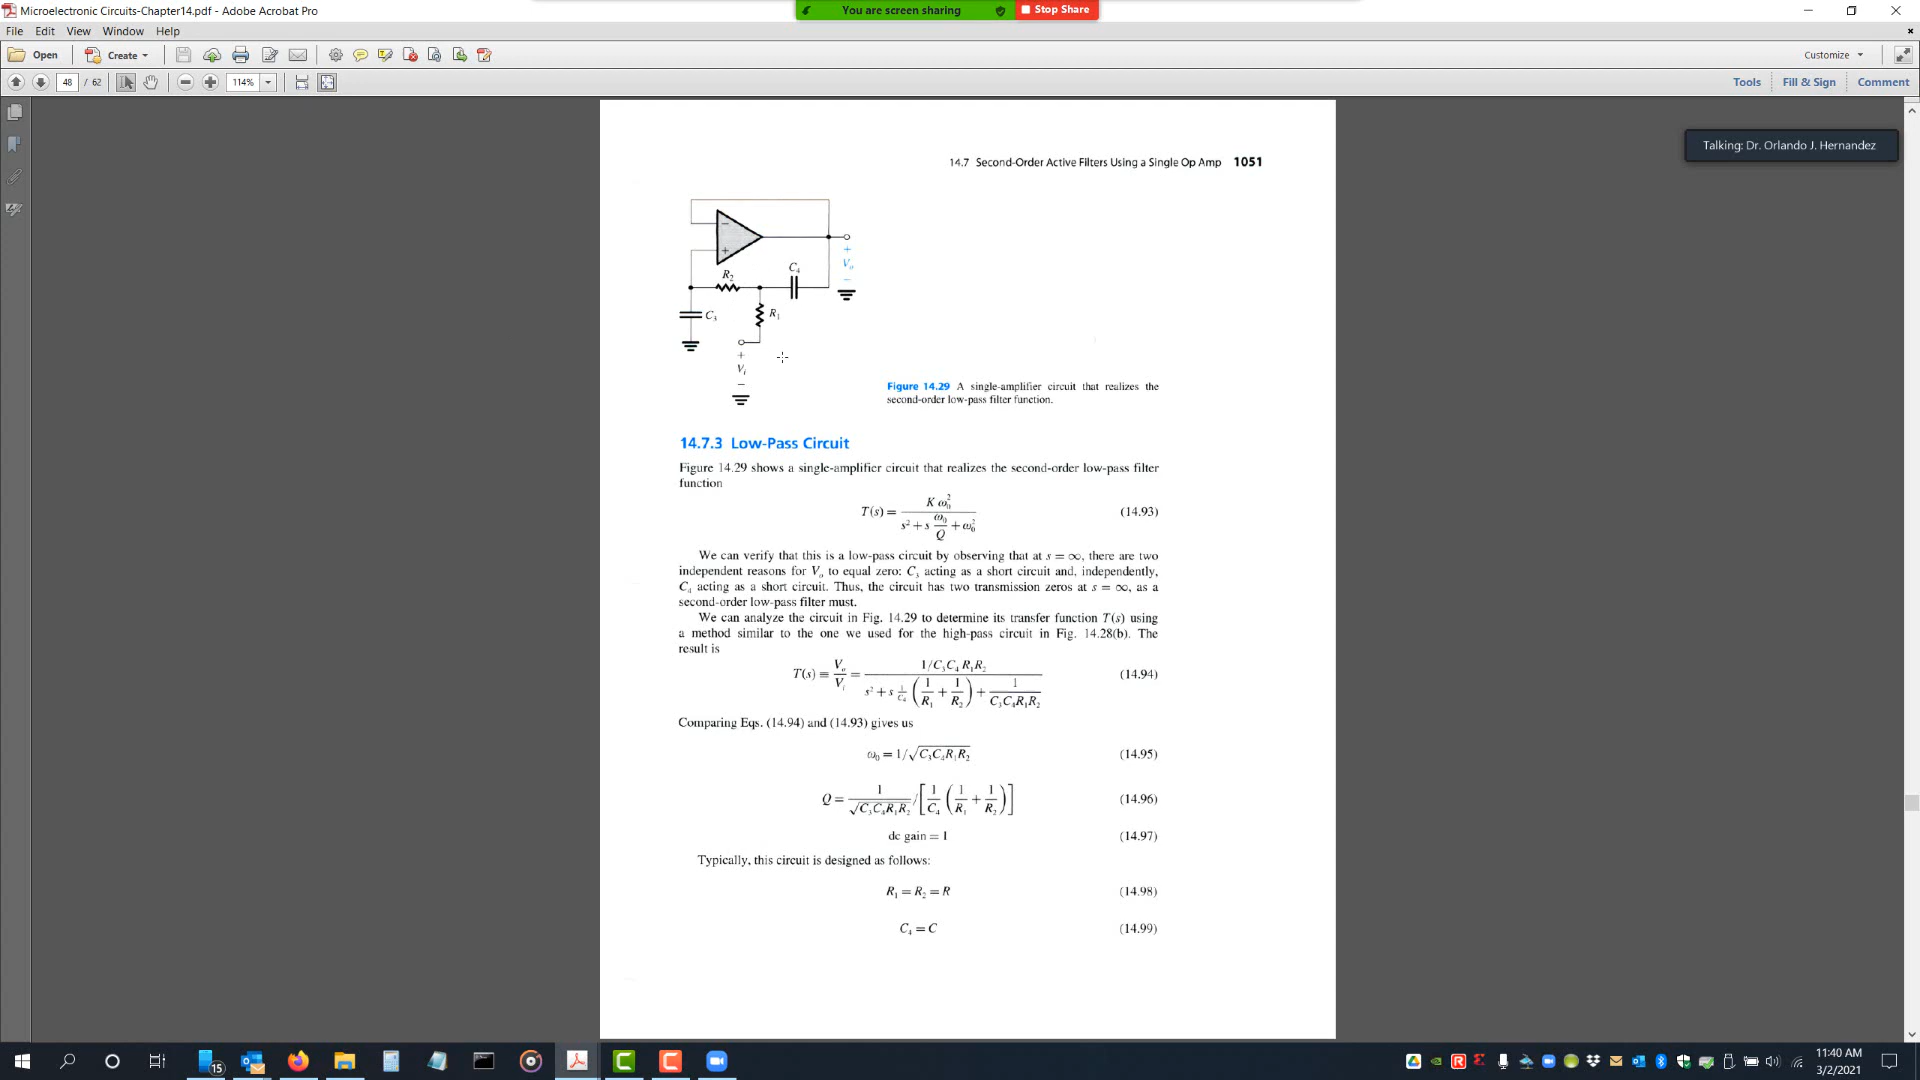 Microelectronic Circuits-Chapter14.pdf - Adobe Acrobat Pro
You are screen sharing
Stop Share
File Edit View Window Help
Open
Create
Customize
48 / 62
114%
Tools
Fill & Sign
Comment
Talking: Dr. Orlando J. Hernandez
14.7 Second-Order Active Filters Using a Single Op Amp 1051
−
+
+
Vo
−
R2
C4
C3
R1
+
Vi
−
Figure 14.29 A single-amplifier circuit that realizes the
second-order low-pass filter function.
14.7.3 Low-Pass Circuit
Figure 14.29 shows a single-amplifier circuit that realizes the second-order low-pass filter
function
T(s) = K ω0² / (s² + s ω0/Q + ω0²) (14.93)
We can verify that this is a low-pass circuit by observing that at s = ∞, there are two
independent reasons for Vo to equal zero: C3 acting as a short circuit and, independently,
C4 acting as a short circuit. Thus, the circuit has two transmission zeros at s = ∞, as a
second-order low-pass filter must.
We can analyze the circuit in Fig. 14.29 to determine its transfer function T(s) using
a method similar to the one we used for the high-pass circuit in Fig. 14.28(b). The
result is
T(s) ≡ Vo/Vi = (1/C3C4R1R2) / (s² + s 1/C4 (1/R1 + 1/R2) + 1/C3C4R1R2) (14.94)
Comparing Eqs. (14.94) and (14.93) gives us
ω0 = 1/√C3C4R1R2 (14.95)
Q = 1/√C3C4R1R2 / [1/C4 (1/R1 + 1/R2)] (14.96)
dc gain = 1 (14.97)
Typically, this circuit is designed as follows:
R1 = R2 = R (14.98)
C4 = C (14.99)
15
11:40 AM
3/2/2021